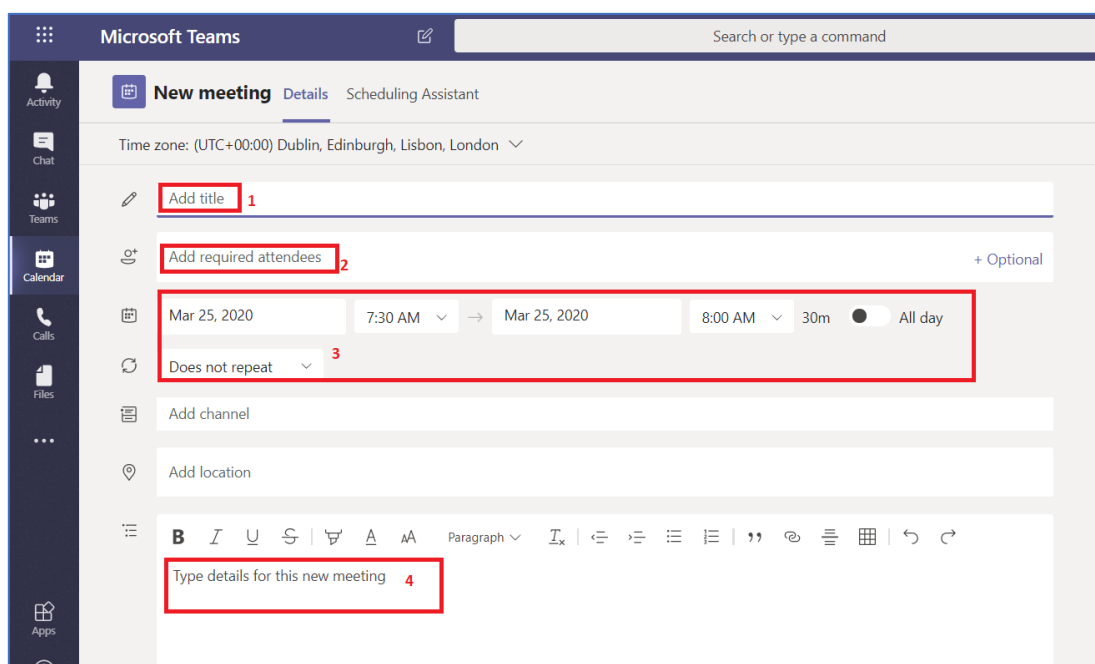 Microsoft Teams Search or type a command
Activity
Chat
Teams
Calendar
Calls
Files
Apps
New meeting Details Scheduling Assistant
Time zone: (UTC+00:00) Dublin, Edinburgh, Lisbon, London
Add title 1
Add required attendees 2 + Optional
Mar 25, 2020 7:30 AM → Mar 25, 2020 8:00 AM 30m All day
Does not repeat 3
Add channel
Add location
B I U S A AA Paragraph Tx
Type details for this new meeting 4